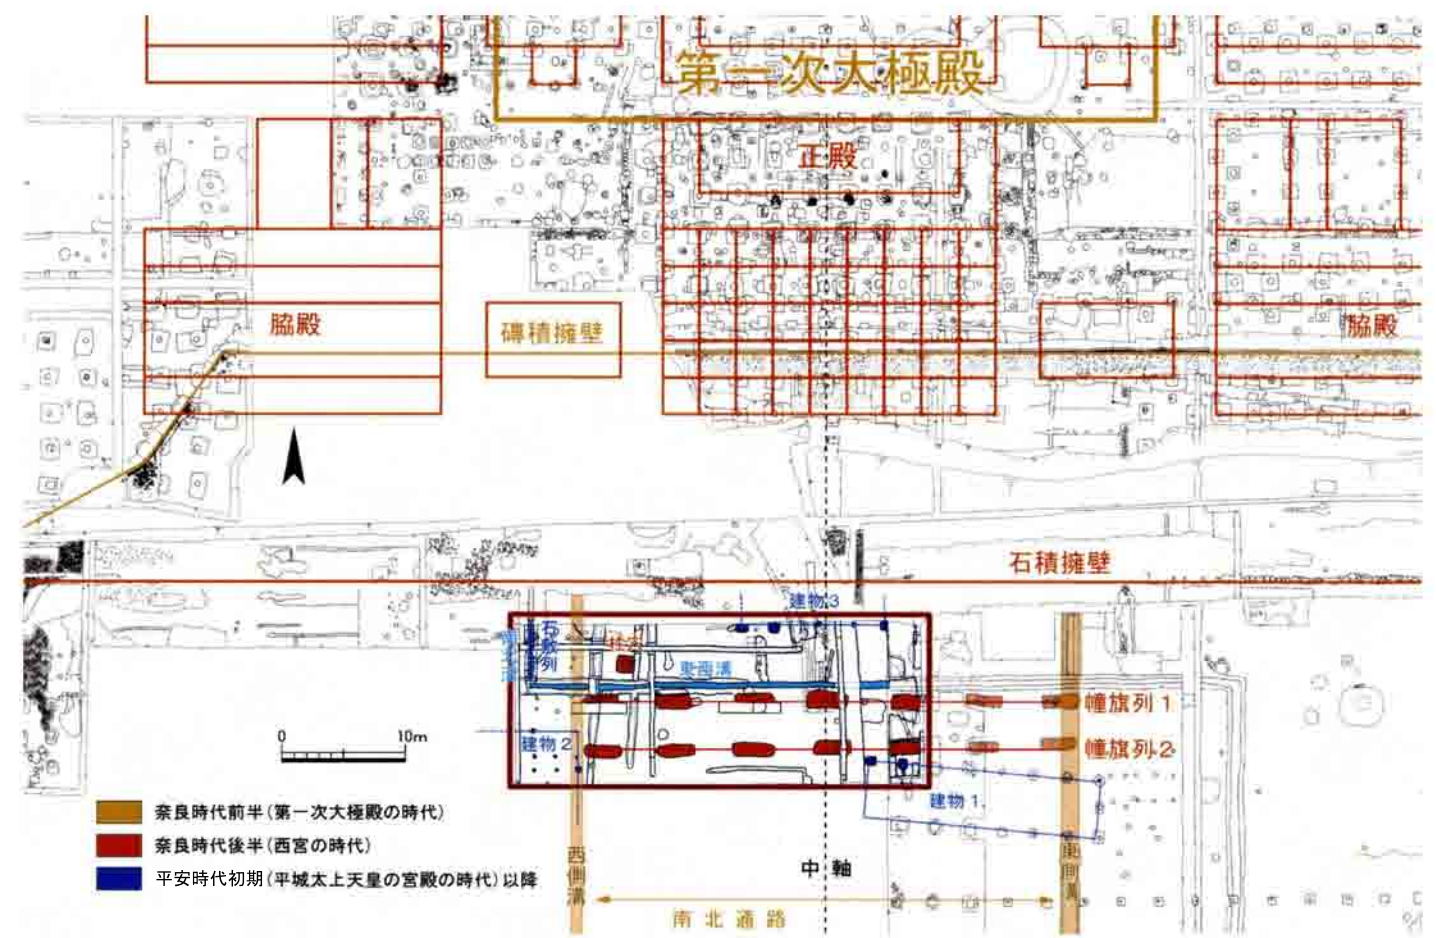 第一次大極殿
正殿
脇殿
磚積擁壁
脇殿
石積擁壁
建物3
石敷列
東西溝
幢旗列1
建物2
幢旗列2
0 10m
建物1
奈良時代前半(第一次大極殿の時代)
奈良時代後半(西宮の時代)
平安時代初期(平城太上天皇の宮殿の時代)以降
西側溝
中軸
東側溝
南北通路